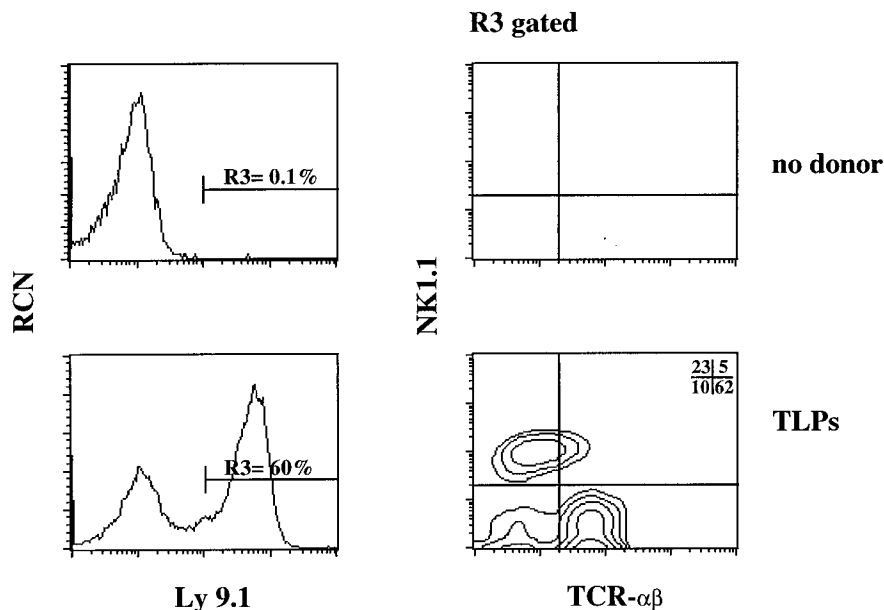 R3 gated
R3= 0.1%
no donor
RCN
NK1.1
23 5
10 62
R3= 60%
TLPs
Ly 9.1
TCR-αβ